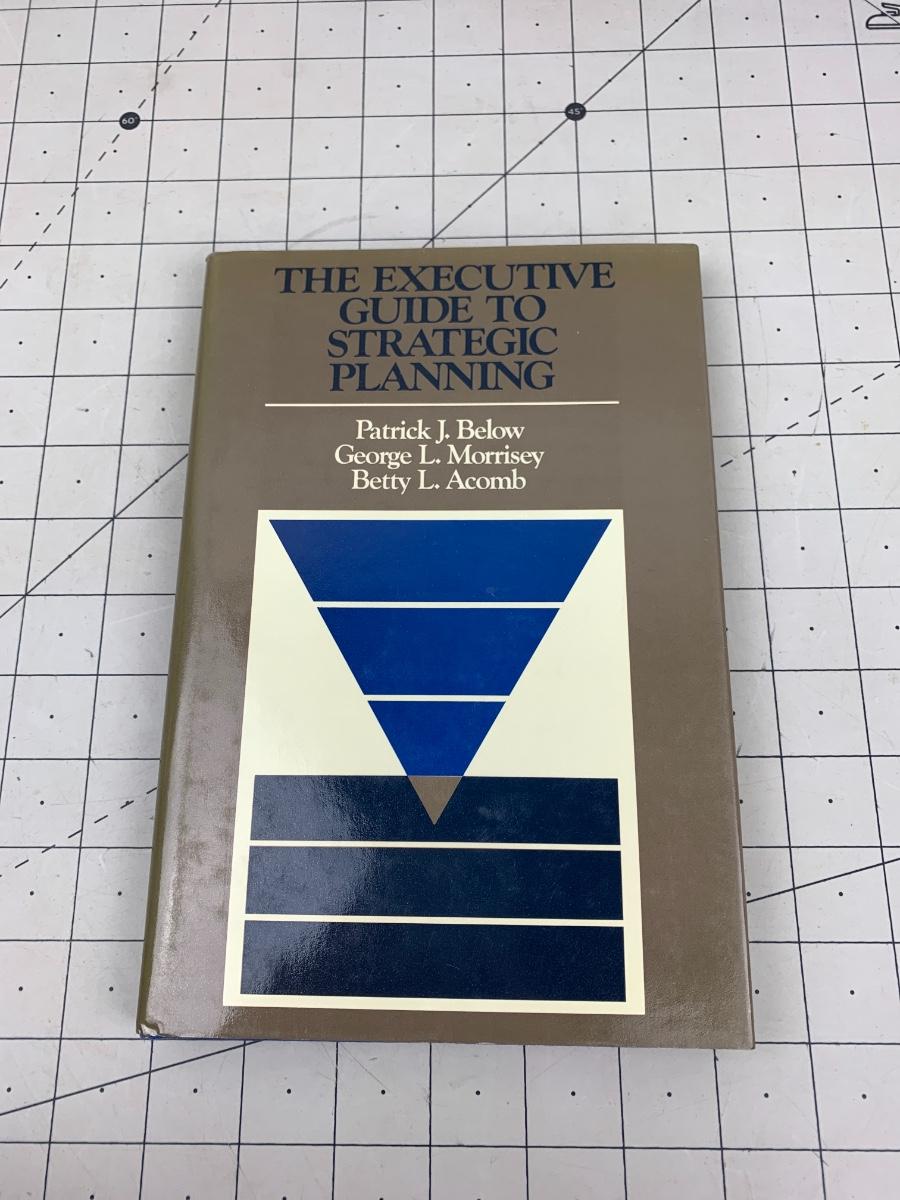 60°
45°
THE EXECUTIVE
GUIDE TO
STRATEGIC
PLANNING
Patrick J. Below
George L. Morrisey
Betty L. Acomb